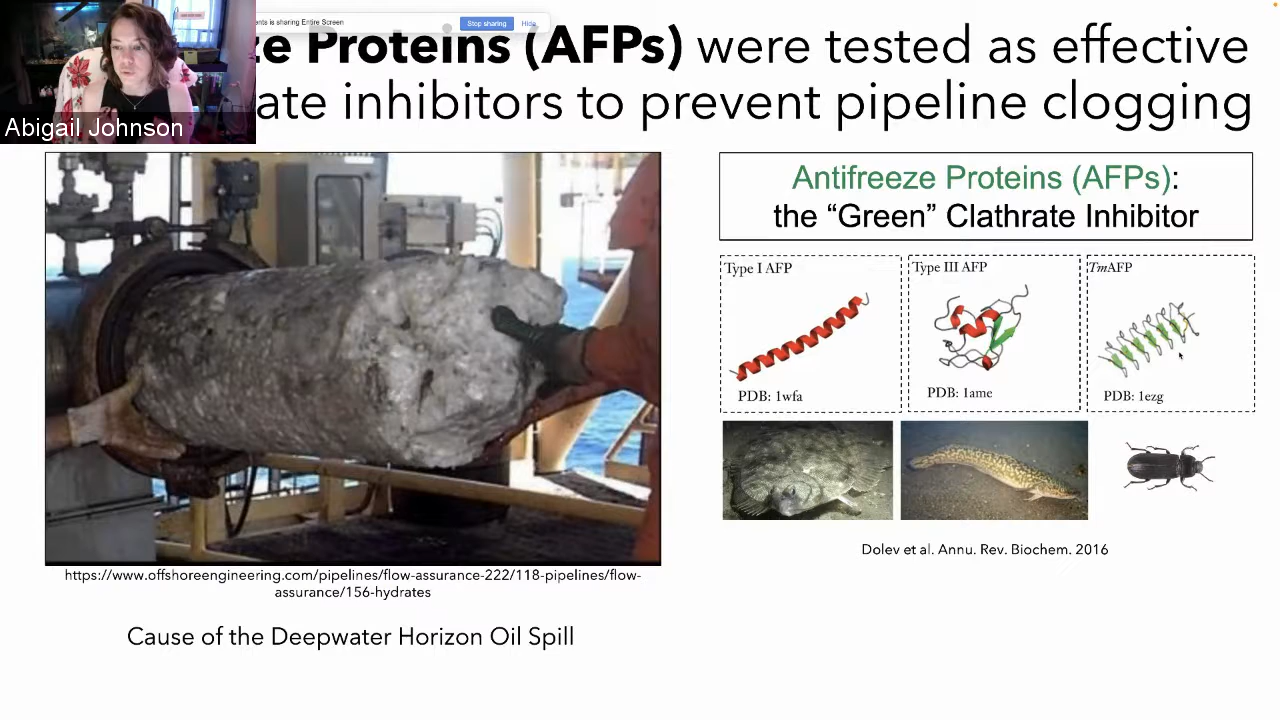 ents is sharing Entire Screen
Stop sharing
Hide
ze Proteins (AFPs) were tested as effective
ate inhibitors to prevent pipeline clogging
Abigail Johnson
Antifreeze Proteins (AFPs):
the “Green” Clathrate Inhibitor
Type I AFP
PDB: 1wfa
Type III AFP
PDB: 1ame
TmAFP
PDB: 1ezg
Dolev et al. Annu. Rev. Biochem. 2016
https://www.offshoreengineering.com/pipelines/flow-assurance-222/118-pipelines/flow-
assurance/156-hydrates
Cause of the Deepwater Horizon Oil Spill